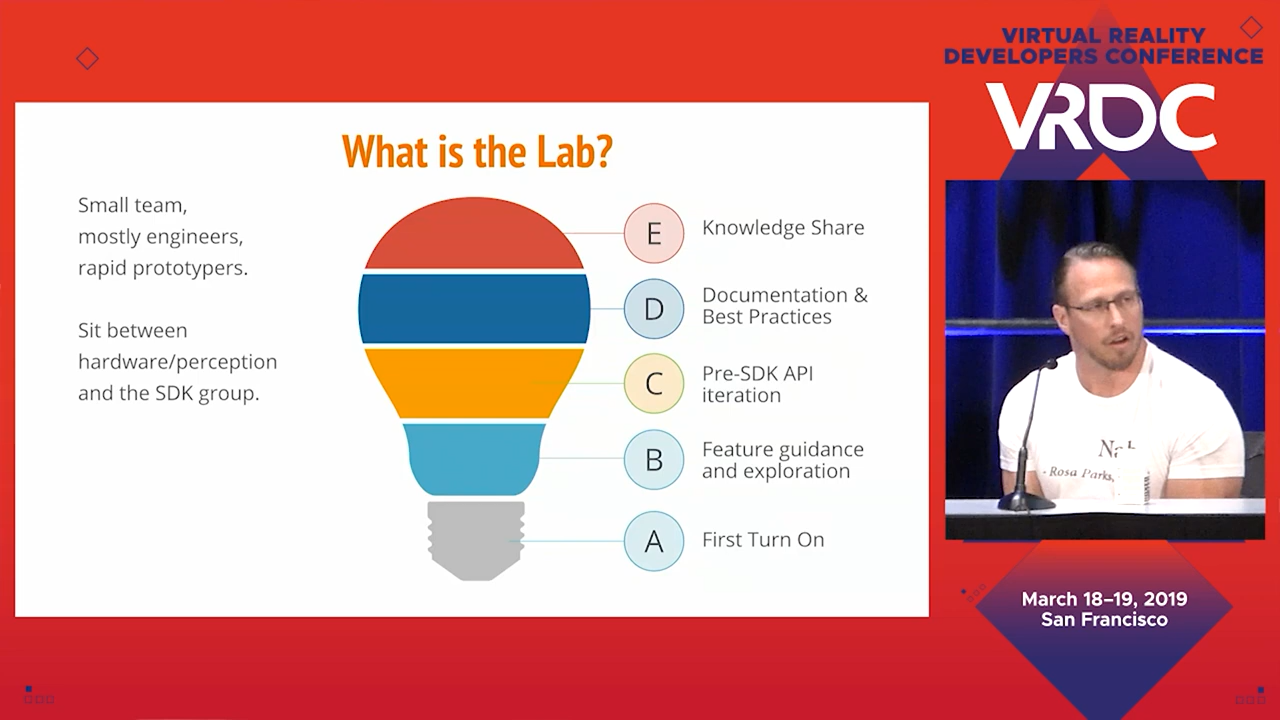 VIRTUAL REALITY
DEVELOPERS CONFERENCE
VRDC
What is the Lab?
Small team,
mostly engineers,
rapid prototypers.
Sit between
hardware/perception
and the SDK group.
E
Knowledge Share
D
Documentation &
Best Practices
C
Pre-SDK API
iteration
B
Feature guidance
and exploration
A
First Turn On
- Rosa Parks,
March 18–19, 2019
San Francisco